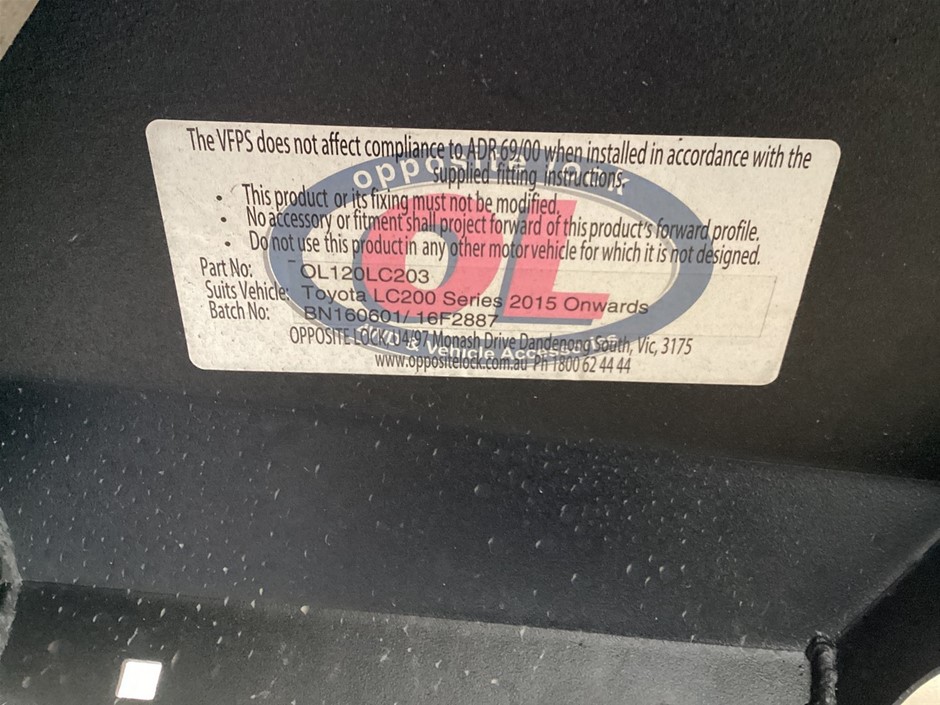 The VFPS does not affect compliance to ADR 69/00 when installed in accordance with the
supplied fitting instructions.
opposite lock
• This product or its fixing must not be modified.
• No accessory or fitment shall project forward of this product's forward profile.
• Do not use this product in any other motor vehicle for which it is not designed.
OL
Part No: OL120LC203
Suits Vehicle: Toyota LC200 Series 2015 Onwards
Batch No: BN160601/ 16F2887
OPPOSITE LOCK Monash Drive Dandenong South, Vic, 3175
& Vehicle
www.oppositelock.com.au Ph 1800 62 44 44